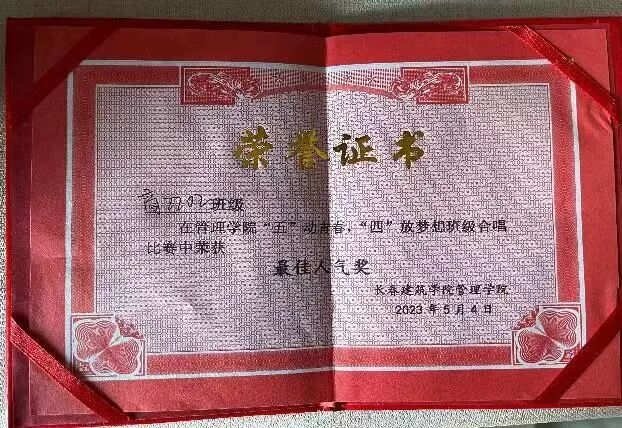 荣誉证书
班级
在管理学院“五”动青春，“四”放梦想班级合唱
比赛中荣获
最佳人气奖
长春建筑学院管理学院
2023年5月4日